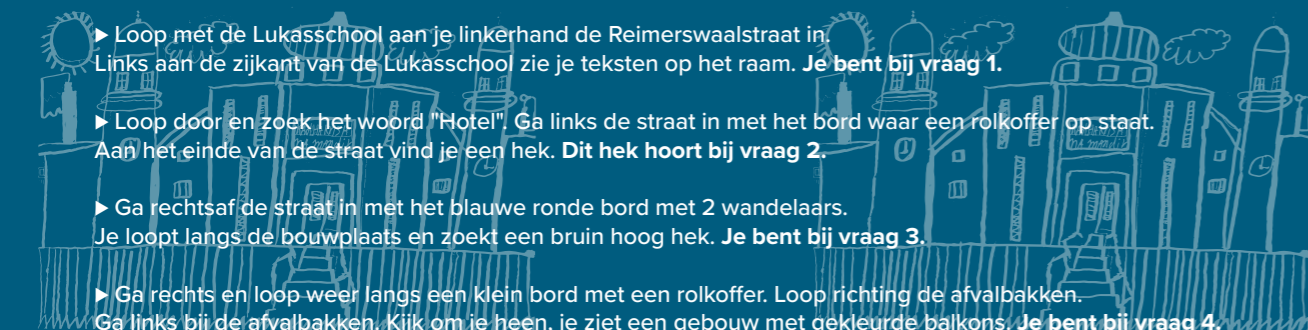 ▶ Loop met de Lukasschool aan je linkerhand de Reimerswaalstraat in.
Links aan de zijkant van de Lukasschool zie je teksten op het raam. Je bent bij vraag 1.
▶ Loop door en zoek het woord "Hotel". Ga links de straat in met het bord waar een rolkoffer op staat.
Aan het einde van de straat vind je een hek. Dit hek hoort bij vraag 2.
▶ Ga rechtsaf de straat in met het blauwe ronde bord met 2 wandelaars.
Je loopt langs de bouwplaats en zoekt een bruin hoog hek. Je bent bij vraag 3.
▶ Ga rechts en loop weer langs een klein bord met een rolkoffer. Loop richting de afvalbakken.
Ga links bij de afvalbakken. Kijk om je heen, je ziet een gebouw met gekleurde balkons. Je bent bij vraag 4.